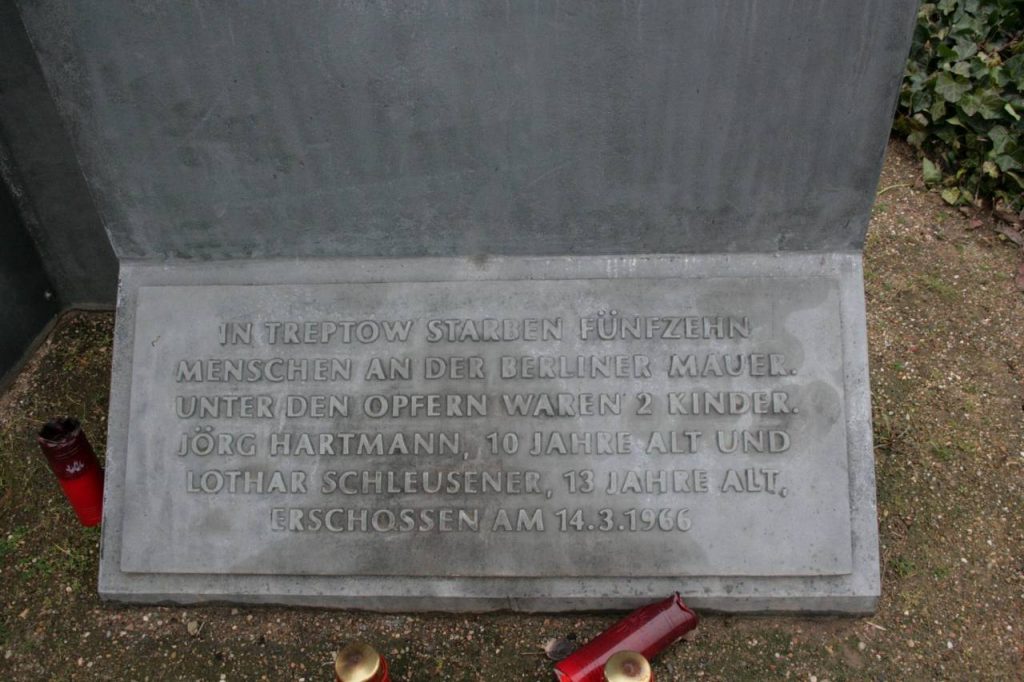 IN TREPTOW STARBEN FÜNFZEHN
MENSCHEN AN DER BERLINER MAUER.
UNTER DEN OPFERN WAREN 2 KINDER.
JÖRG HARTMANN, 10 JAHRE ALT UND
LOTHAR SCHLEUSENER, 13 JAHRE ALT,
ERSCHOSSEN AM 14.3.1966